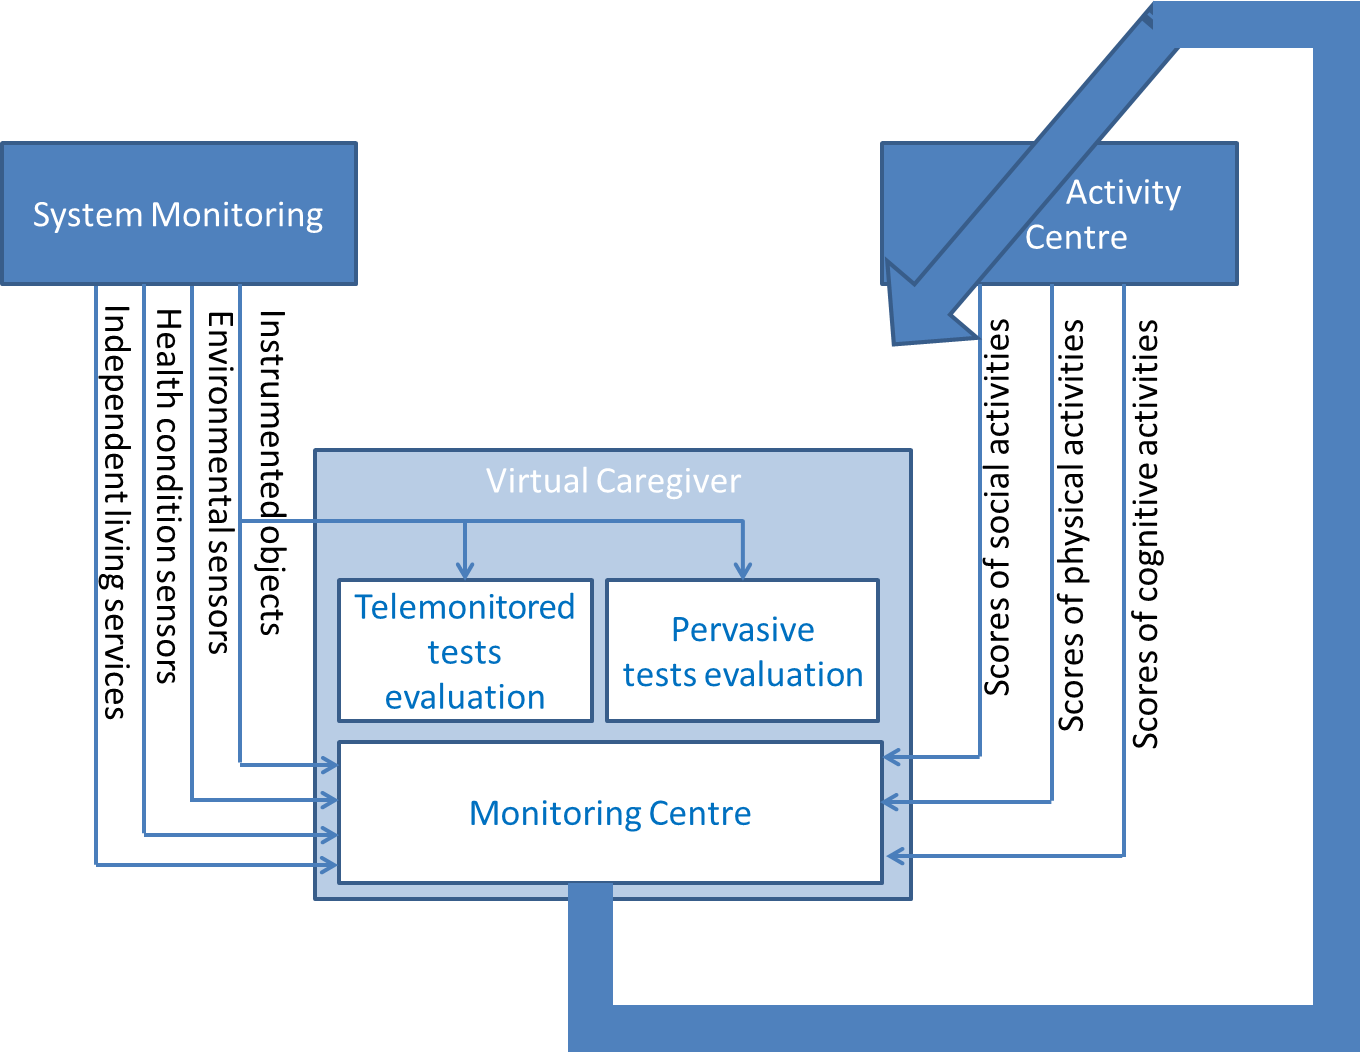 System Monitoring
Activity
Centre
Independent living services
Health condition sensors
Environmental sensors
Instrumented objects
Scores of social activities
Scores of physical activities
Scores of cognitive activities
Virtual Caregiver
Telemonitored
tests
evaluation
Pervasive
tests evaluation
Monitoring Centre